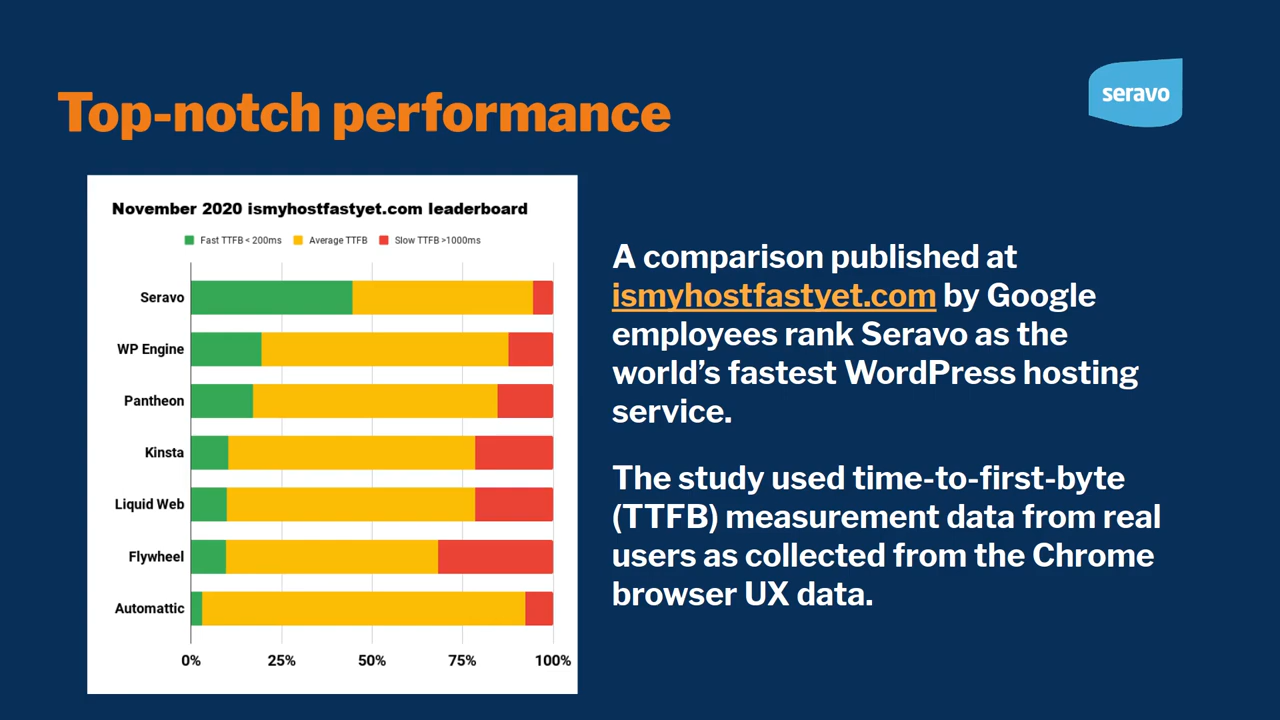 Top-notch performance
seravo
November 2020 ismyhostfastyet.com leaderboard
Fast TTFB < 200ms Average TTFB Slow TTFB >1000ms
Seravo
WP Engine
Pantheon
Kinsta
Liquid Web
Flywheel
Automattic
0% 25% 50% 75% 100%
A comparison published at
ismyhostfastyet.com by Google
employees rank Seravo as the
world’s fastest WordPress hosting
service.
The study used time-to-first-byte
(TTFB) measurement data from real
users as collected from the Chrome
browser UX data.